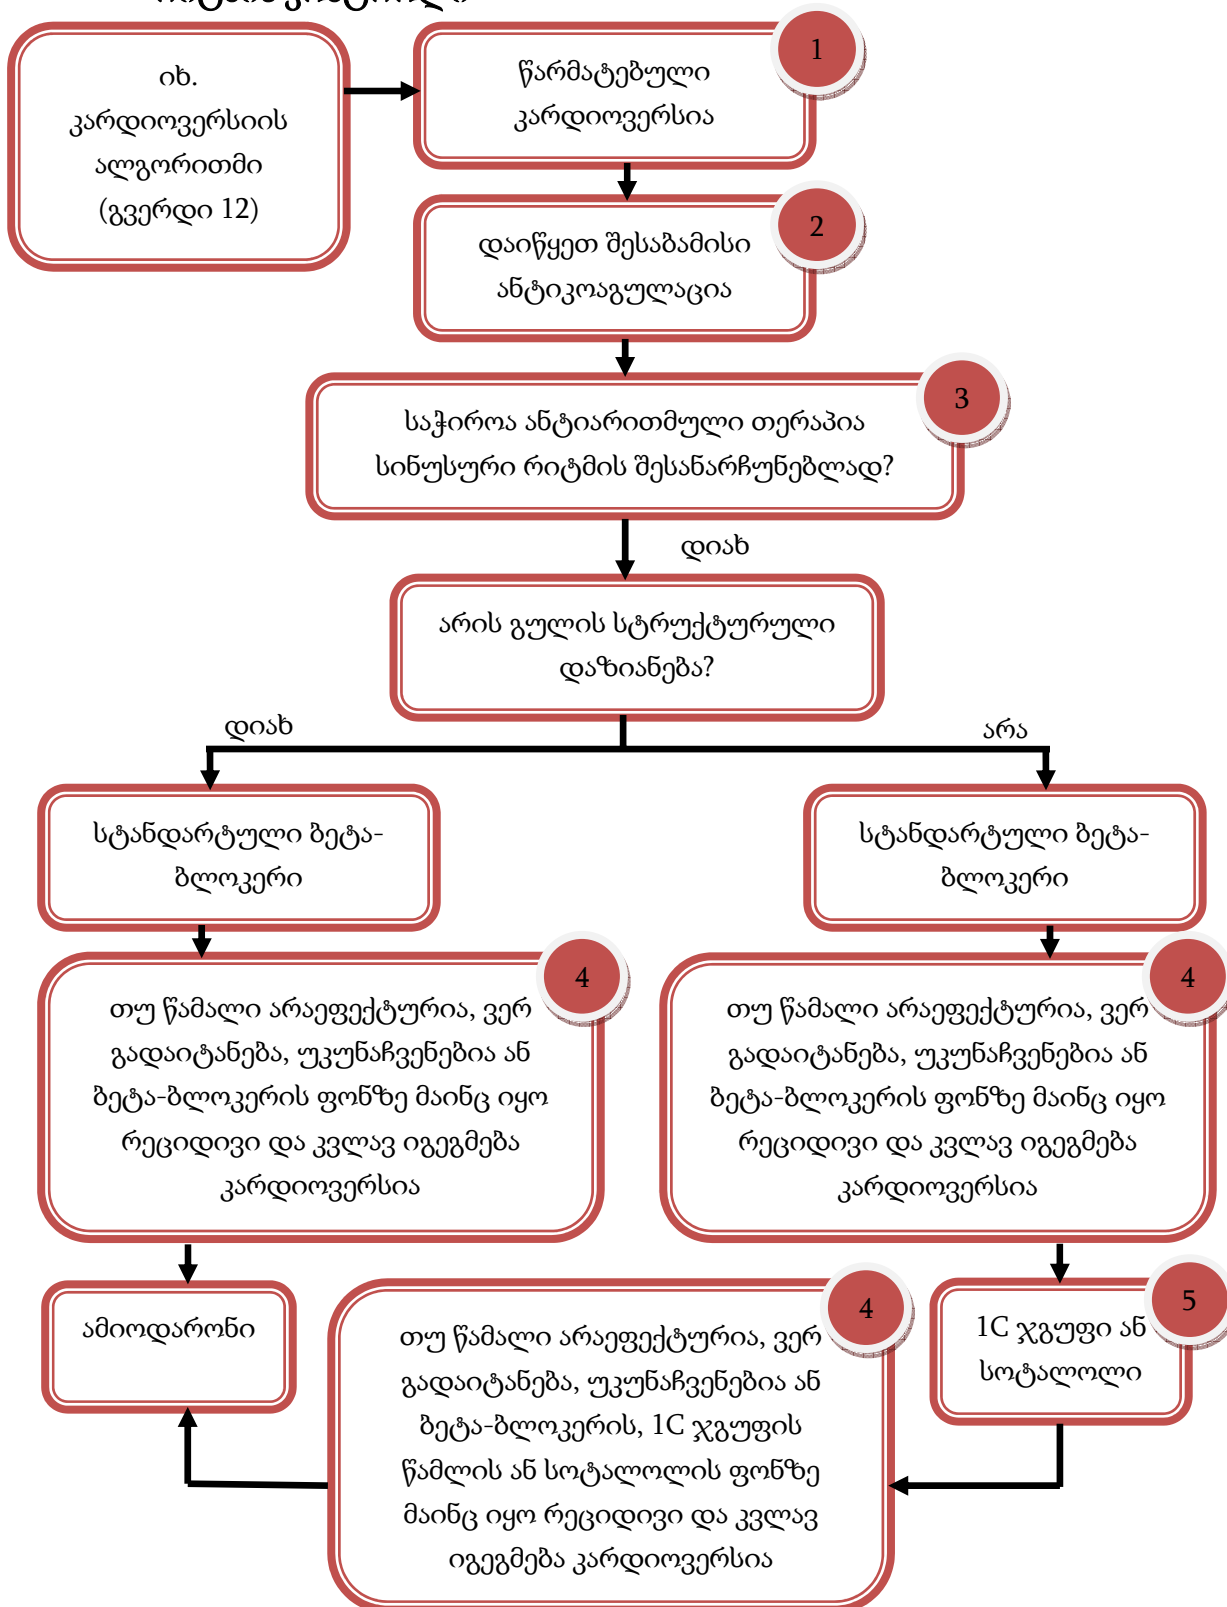 რიტმის კონტროლი
იხ.
კარდიოვერსიის
ალგორითმი
(გვერდი 12)
წარმატებული
კარდიოვერსია
1
დაიწყეთ შესაბამისი
ანტიკოაგულაცია
2
საჭიროა ანტიარითმული თერაპია
სინუსური რიტმის შესანარჩუნებლად?
3
დიახ
არის გულის სტრუქტურული
დაზიანება?
დიახ
არა
სტანდარტული ბეტა-
ბლოკერი
სტანდარტული ბეტა-
ბლოკერი
თუ წამალი არაეფექტურია, ვერ
გადაიტანება, უკუნაჩვენებია ან
ბეტა-ბლოკერის ფონზე მაინც იყო
რეციდივი და კვლავ იგეგმება
კარდიოვერსია
4
თუ წამალი არაეფექტურია, ვერ
გადაიტანება, უკუნაჩვენებია ან
ბეტა-ბლოკერის ფონზე მაინც იყო
რეციდივი და კვლავ იგეგმება
კარდიოვერსია
4
ამიოდარონი
თუ წამალი არაეფექტურია, ვერ
გადაიტანება, უკუნაჩვენებია ან
ბეტა-ბლოკერის, 1C ჯგუფის
წამლის ან სოტალოლის ფონზე
მაინც იყო რეციდივი და კვლავ
იგეგმება კარდიოვერსია
4
1C ჯგუფი ან
სოტალოლი
5